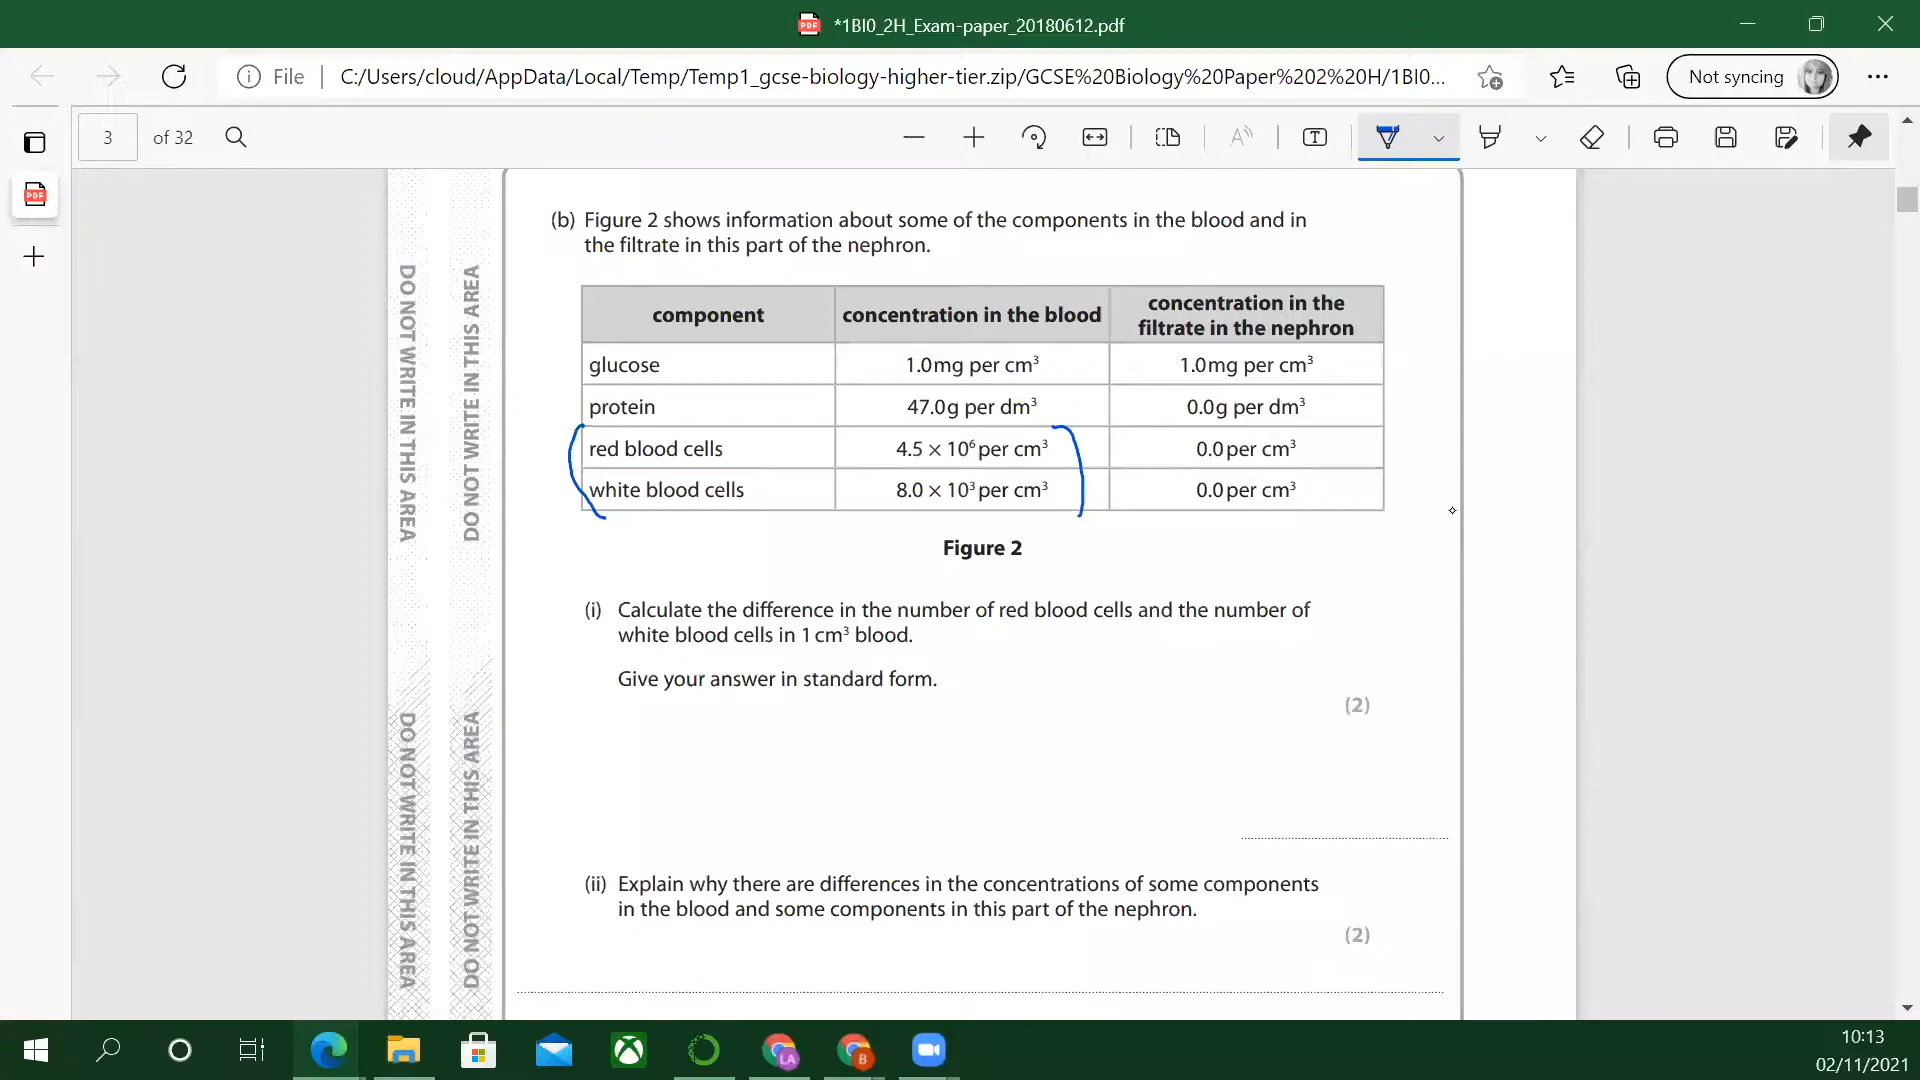 *1BI0_2H_Exam-paper_20180612.pdf
File
C:/Users/cloud/AppData/Local/Temp/Temp1_gcse-biology-higher-tier.zip/GCSE%20Biology%20Paper%202%20H/1BI0...
Not syncing
3 of 32
(b) Figure 2 shows information about some of the components in the blood and in
the filtrate in this part of the nephron.
component concentration in the blood concentration in the
filtrate in the nephron
glucose 1.0mg per cm³ 1.0mg per cm³
protein 47.0g per dm³ 0.0g per dm³
red blood cells 4.5 × 10⁶ per cm³ 0.0 per cm³
white blood cells 8.0 × 10³ per cm³ 0.0 per cm³
Figure 2
(i) Calculate the difference in the number of red blood cells and the number of
white blood cells in 1 cm³ blood.
Give your answer in standard form.
(2)
(ii) Explain why there are differences in the concentrations of some components
in the blood and some components in this part of the nephron.
(2)
DO NOT WRITE IN THIS AREA
DO NOT WRITE IN THIS AREA
DO NOT WRITE IN THIS AREA
DO NOT WRITE IN THIS AREA
PDF
PDF
LA
B
10:13
02/11/2021